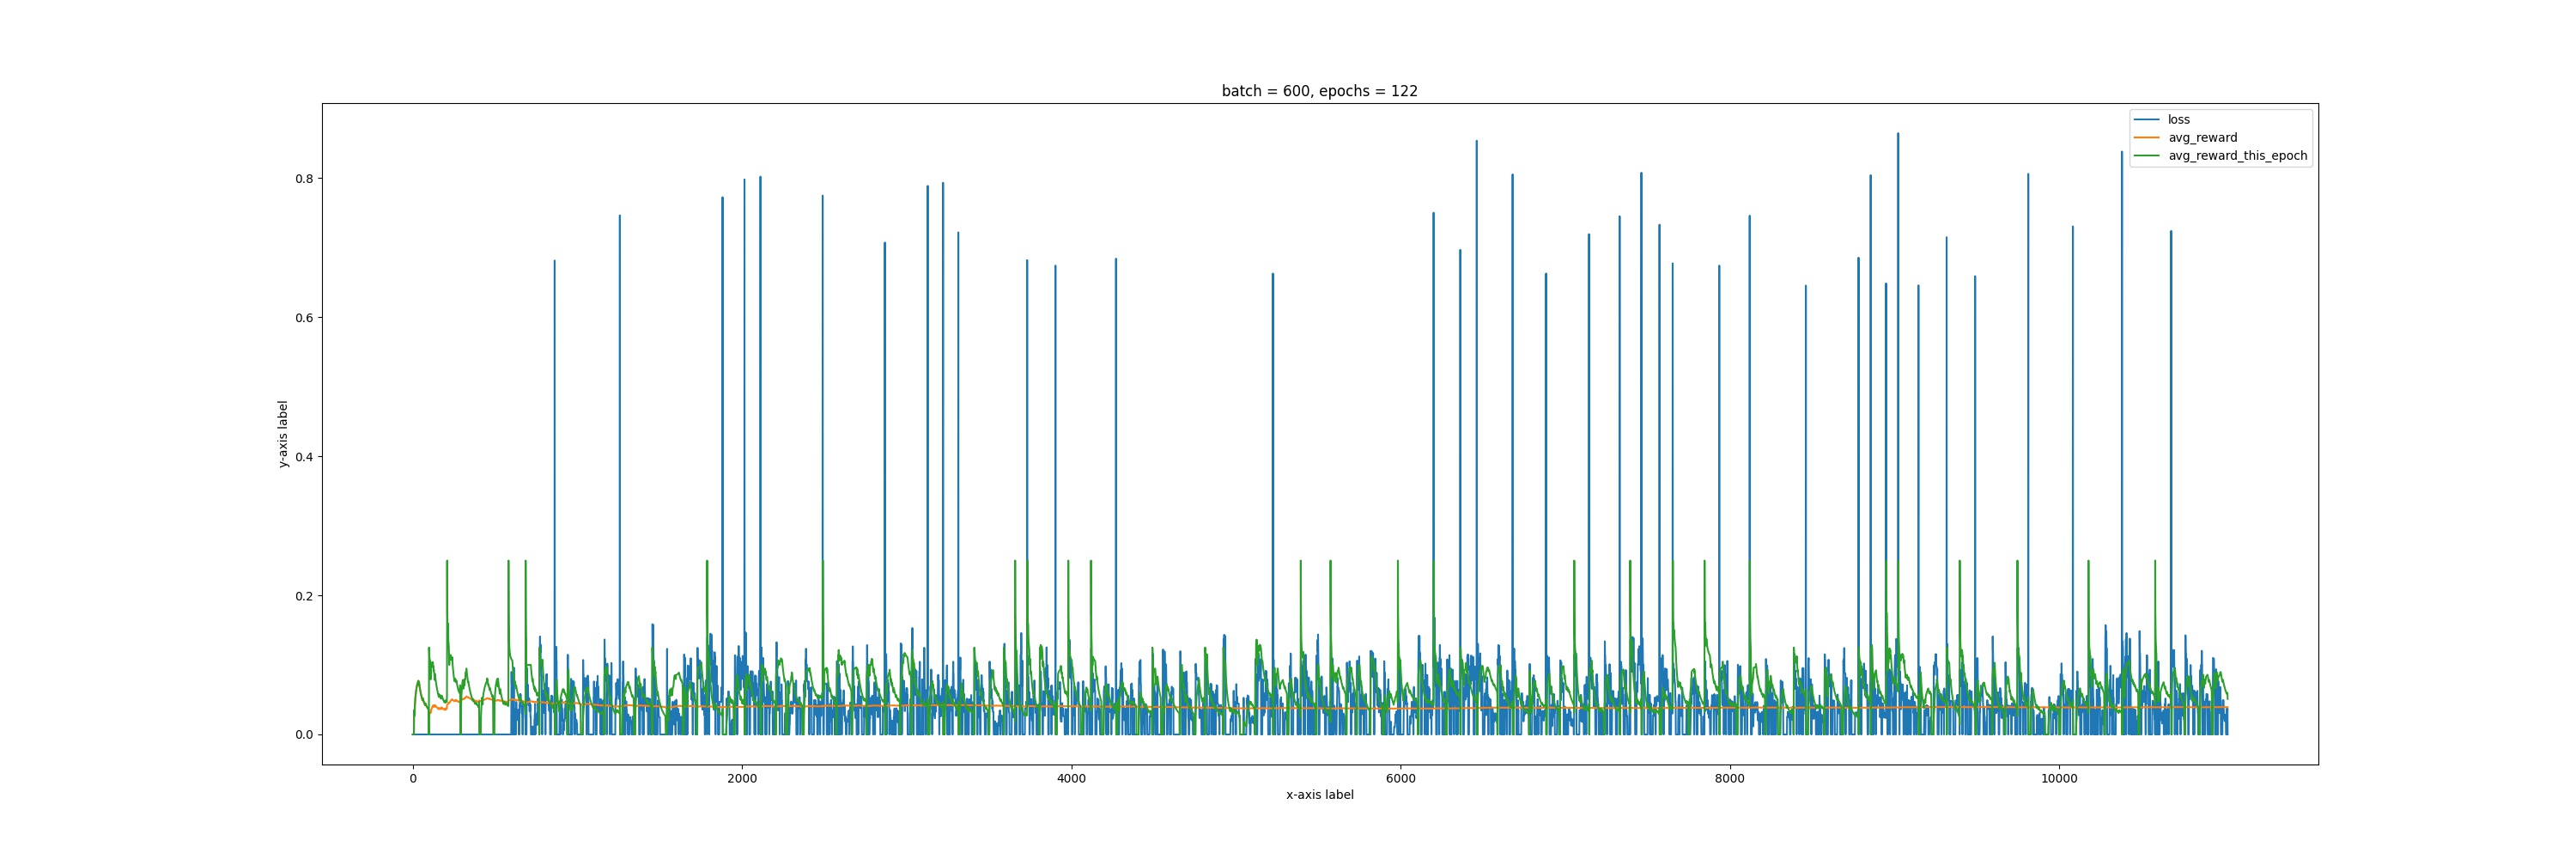 batch = 600, epochs = 122
loss
avg_reward
avg_reward_this_epoch
0.8
0.6
0.4
0.2
0.0
y-axis label
0
2000
4000
6000
8000
10000
x-axis label